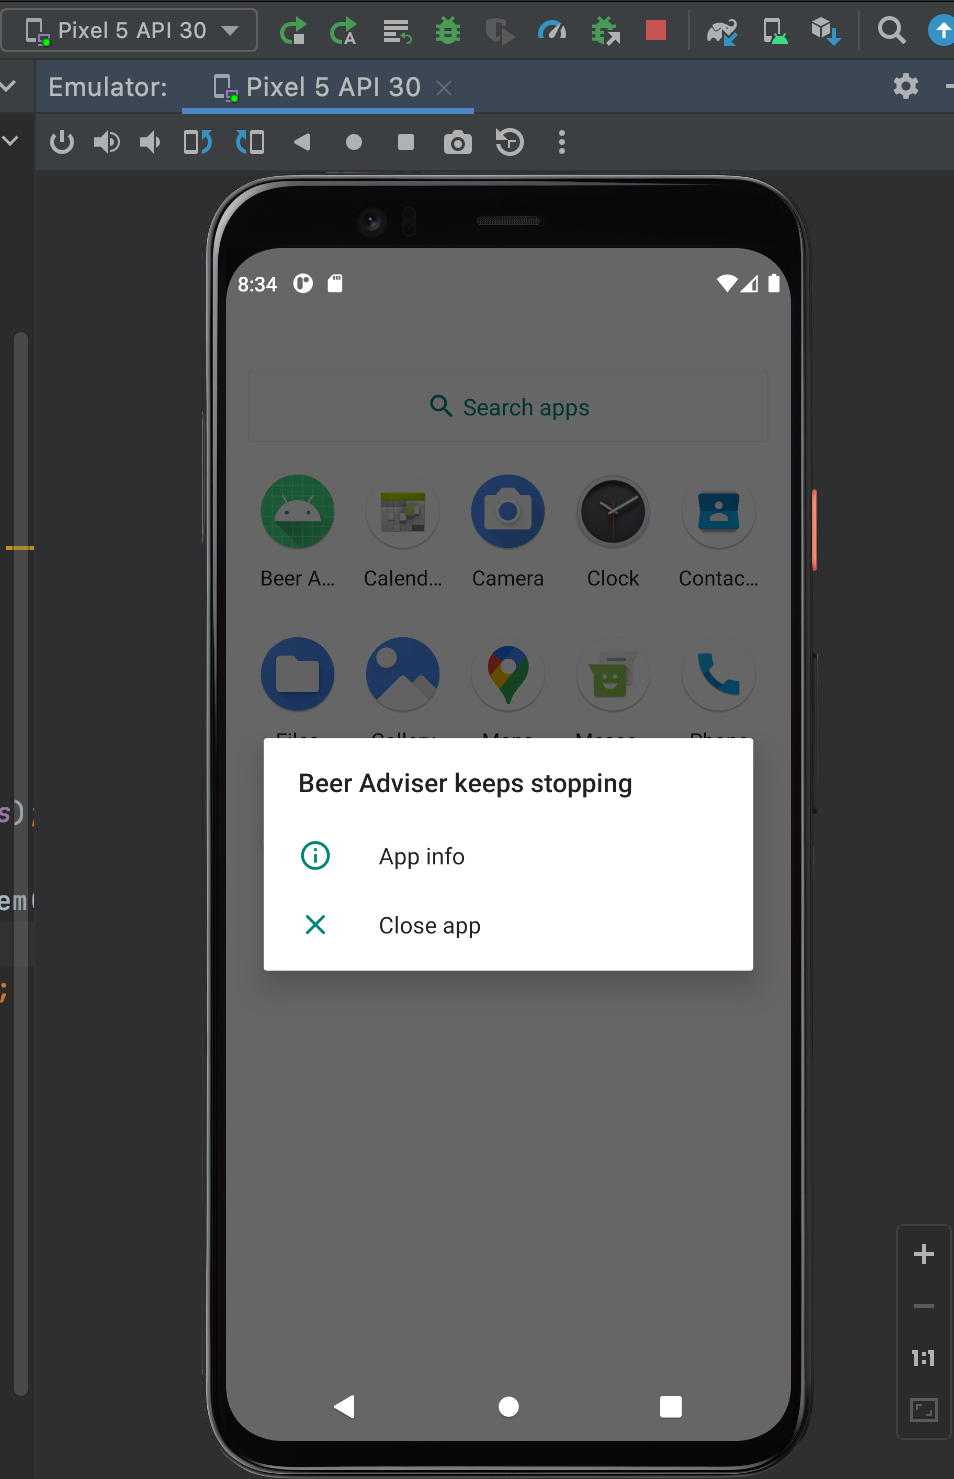 Pixel 5 API 30
Emulator: Pixel 5 API 30
8:34
Search apps
Beer A... Calend... Camera Clock Contac...
Beer Adviser keeps stopping
App info
Close app
s);
em(
;
1:1